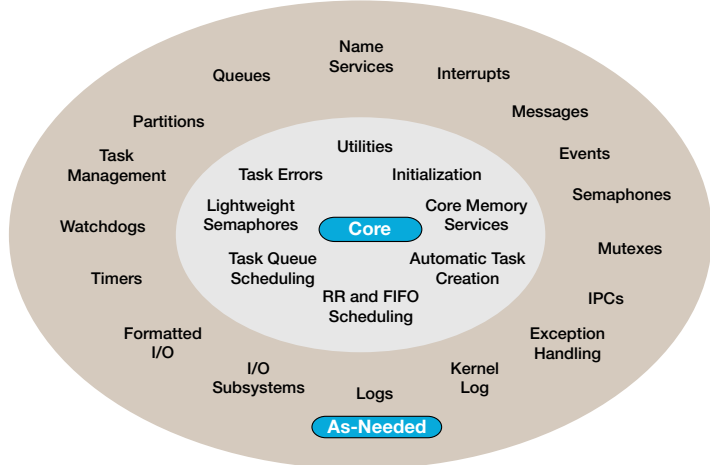 Name
Services
Queues
Interrupts
Messages
Partitions
Events
Task
Management
Semaphones
Watchdogs
Mutexes
Timers
IPCs
Formatted
I/O
Exception
Handling
I/O
Subsystems
Kernel
Log
Logs
As-Needed
Utilities
Task Errors
Initialization
Lightweight
Semaphores
Core Memory
Services
Core
Task Queue
Scheduling
Automatic Task
Creation
RR and FIFO
Scheduling